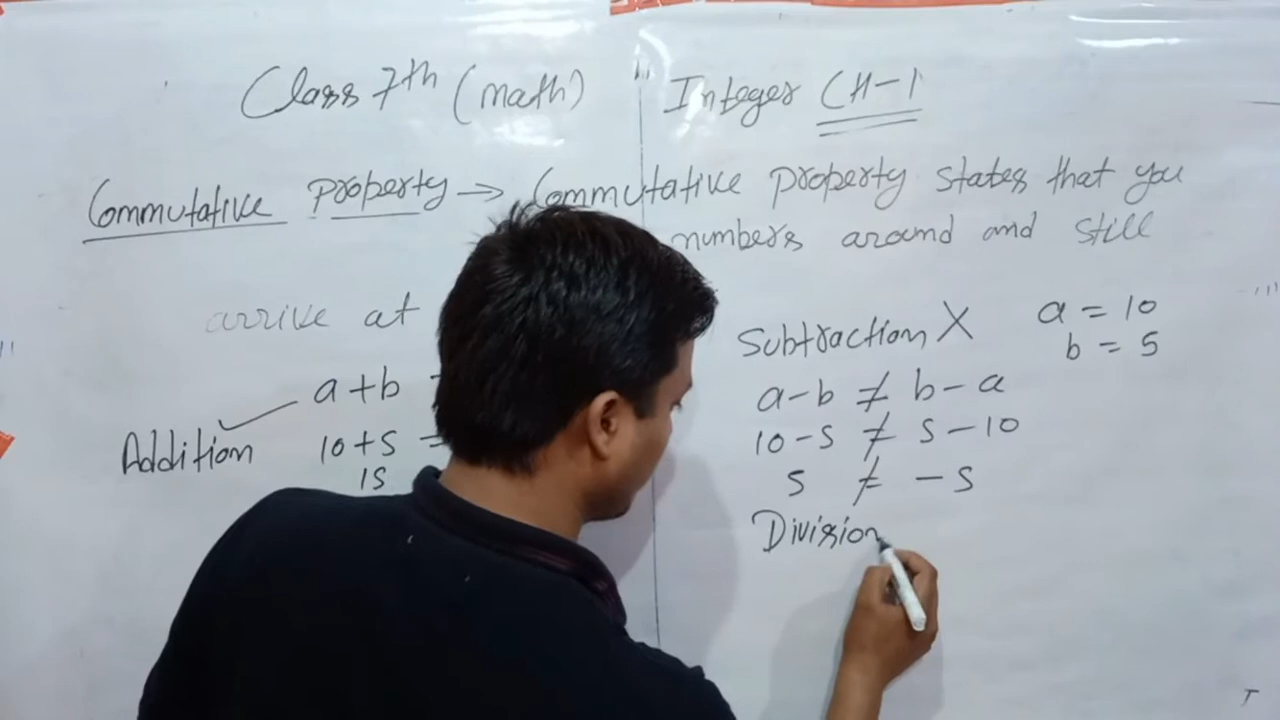 Class 7th (math) Integer CH-1
Commutative property → Commutative property states that you
numbers around and still
arrive at
Subtraction X a = 10
b = 5
a+b
a-b ≠ b-a
Addition 10+5 =
10-5 ≠ 5-10
15
5 ≠ -5
Division
T